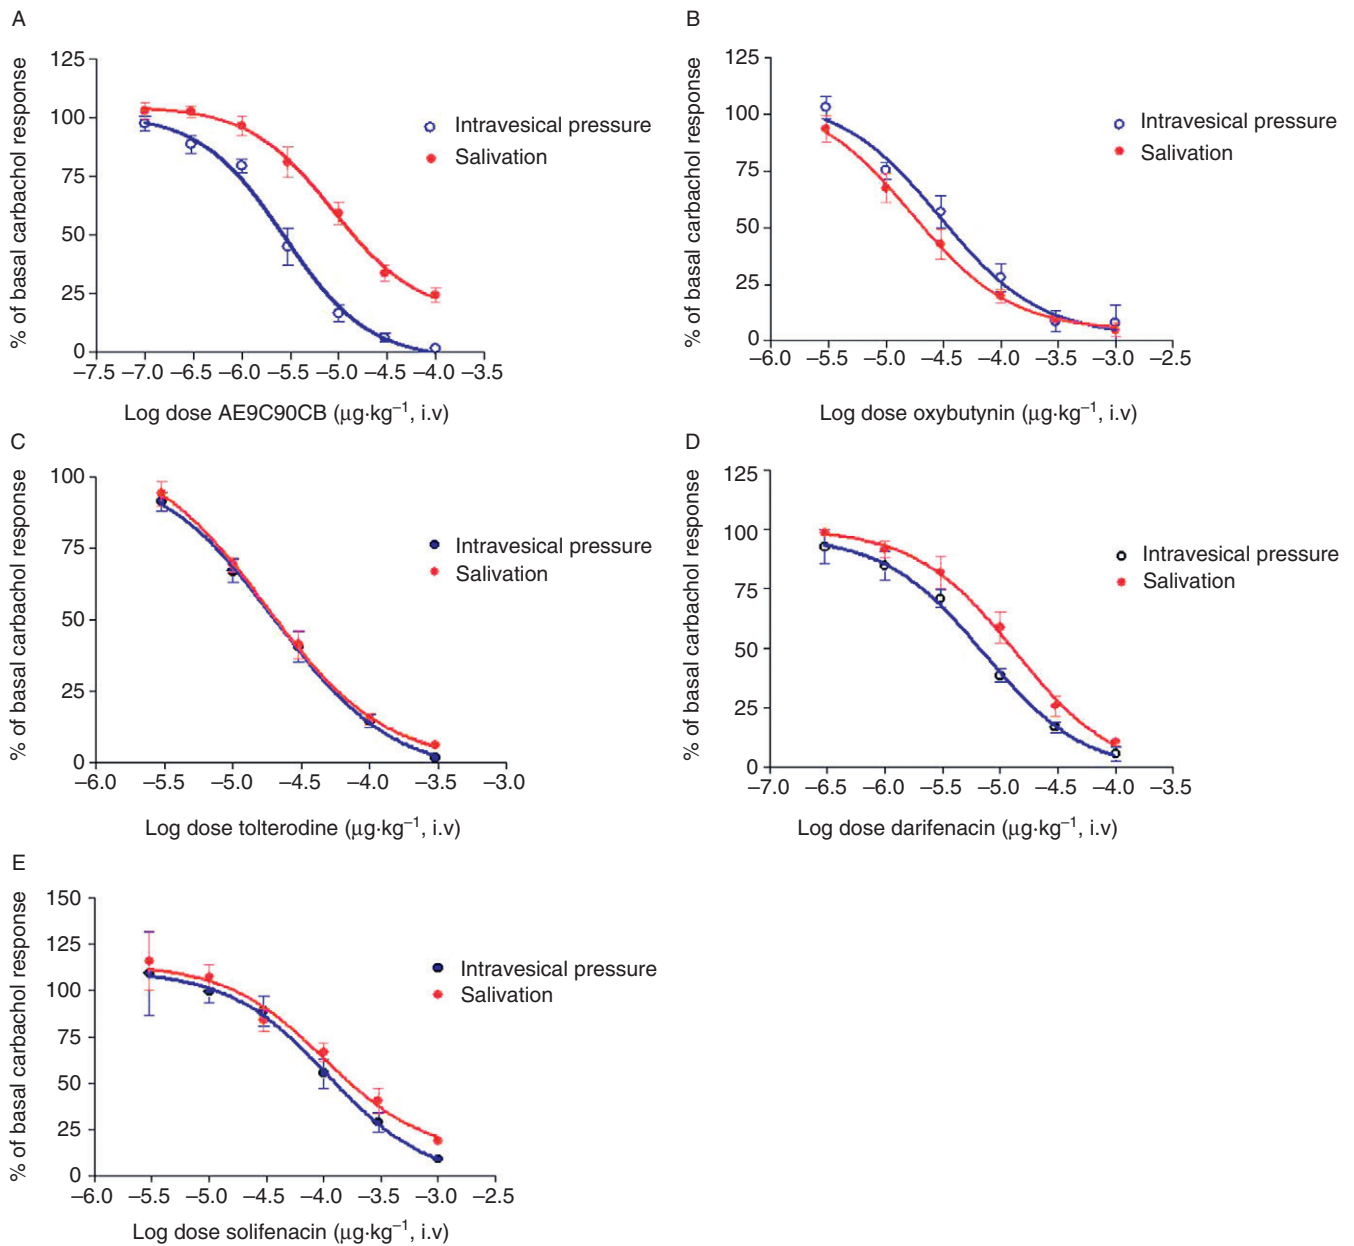 A
% of basal carbachol response
125
100
75
50
25
0
−7.5 −7.0 −6.5 −6.0 −5.5 −5.0 −4.5 −4.0 −3.5
Log dose AE9C90CB (μg·kg⁻¹, i.v)
Intravesical pressure
Salivation
B
% of basal carbachol response
125
100
75
50
25
0
−6.0 −5.5 −5.0 −4.5 −4.0 −3.5 −3.0 −2.5
Log dose oxybutynin (μg·kg⁻¹, i.v)
Intravesical pressure
Salivation
C
% of basal carbachol response
100
75
50
25
0
−6.0 −5.5 −5.0 −4.5 −4.0 −3.5 −3.0
Log dose tolterodine (μg·kg⁻¹, i.v)
Intravesical pressure
Salivation
D
% of basal carbachol response
125
100
75
50
25
0
−7.0 −6.5 −6.0 −5.5 −5.0 −4.5 −4.0 −3.5
Log dose darifenacin (μg·kg⁻¹, i.v)
Intravesical pressure
Salivation
E
% of basal carbachol response
150
125
100
75
50
25
0
−6.0 −5.5 −5.0 −4.5 −4.0 −3.5 −3.0 −2.5
Log dose solifenacin (μg·kg⁻¹, i.v)
Intravesical pressure
Salivation